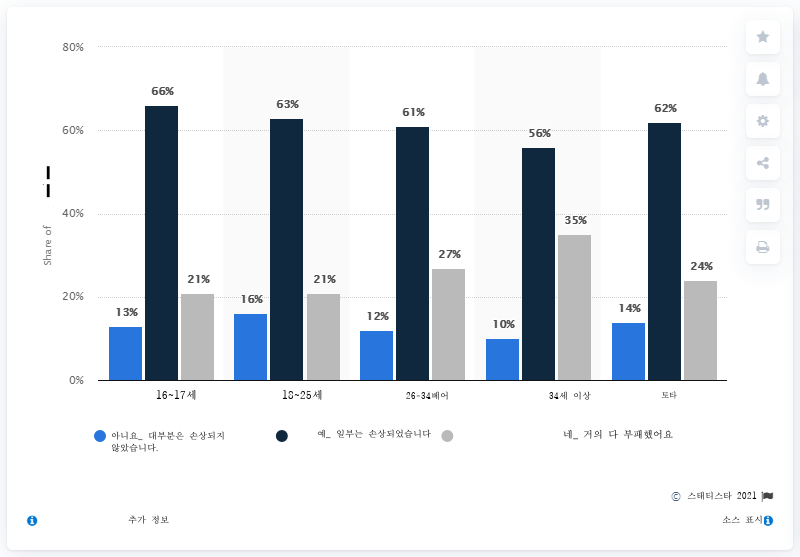 80%
60%
40%
20%
0%
Share of
66%
63%
61%
56%
62%
13%
21%
16%
21%
12%
27%
10%
35%
14%
24%
16~17세
18~25세
26~34베어
34세 이상
토타
아니요_ 대부분은 손상되지
않았습니다.
예_ 일부는 손상되었습니다
네_ 거의 다 부패했어요
© 스태티스타 2021
추가 정보
소스 표시